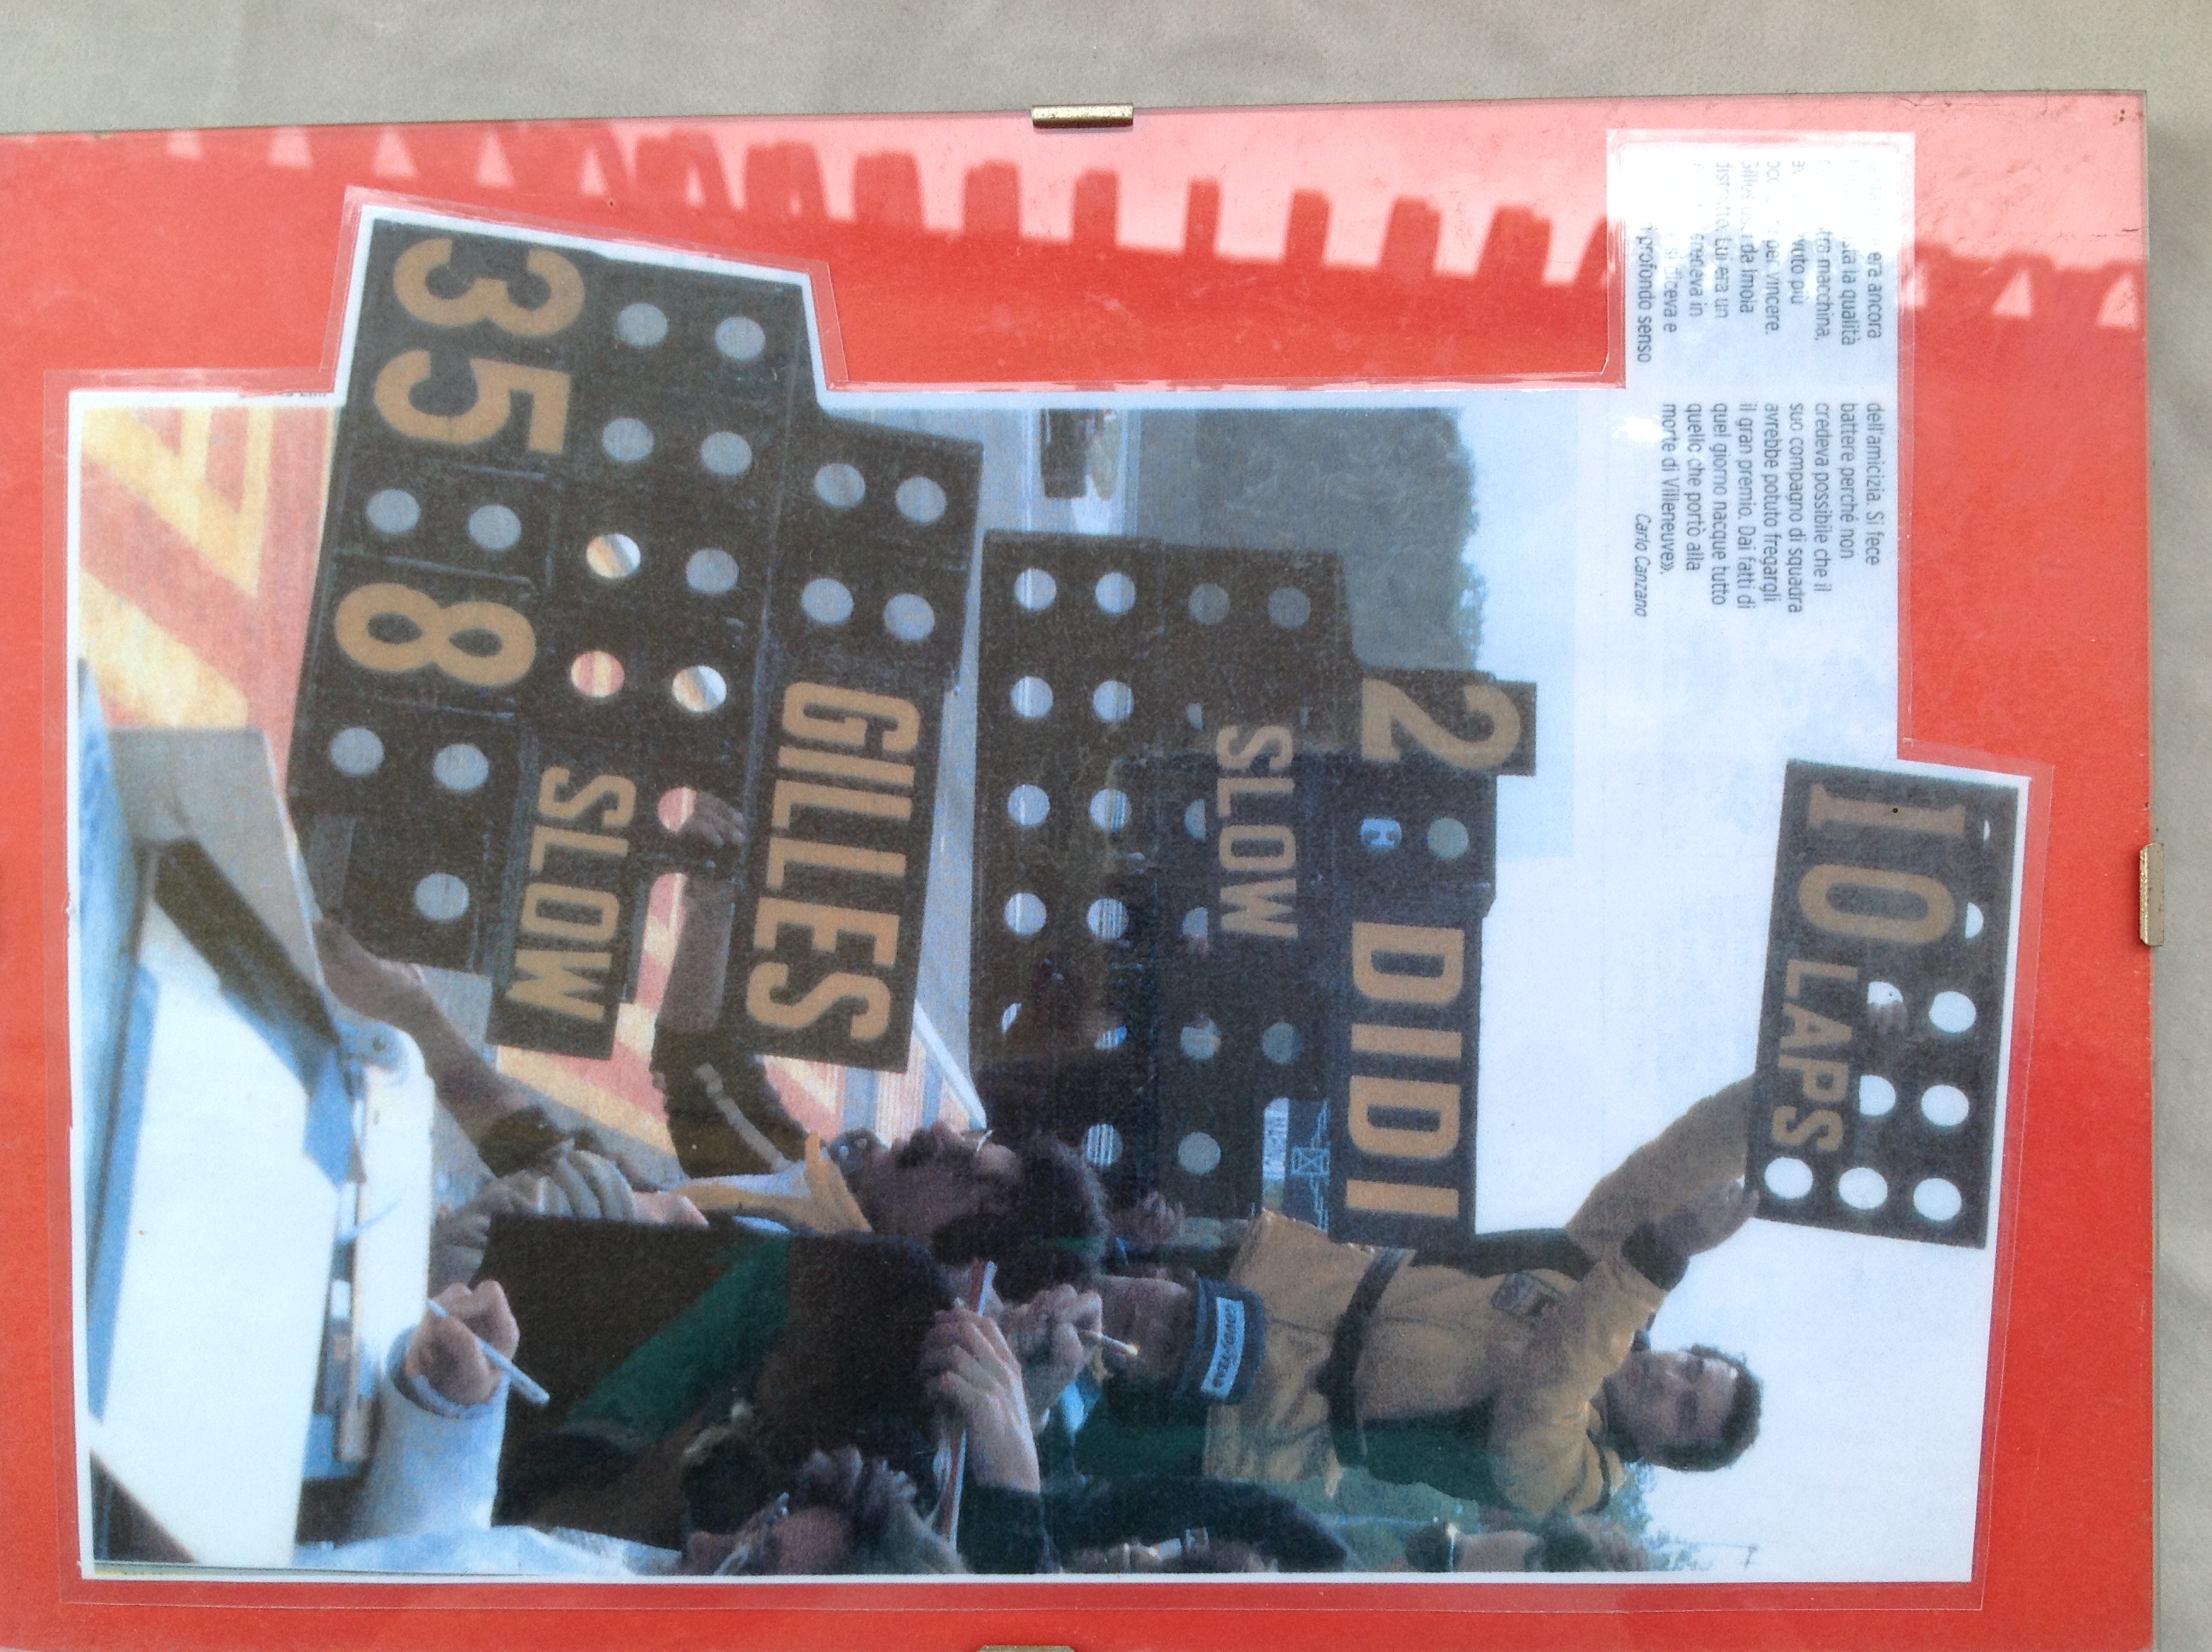 era ancora
la qualità
macchina,
più
per vincere.
da Imola
Lui era un
in
si diceva e
profondo senso
dell'amicizia. Si fece
battere perché non
credeva possibile che il
suo compagno di squadra
avrebbe potuto fregargli
il gran premio. Dai fatti di
quel giorno nacque tutto
quello che portò alla
morte di Villeneuve».
Carlo Canzano
10
LAPS
2
C DIDI
SLOW
GILLES
SLOW
35 8